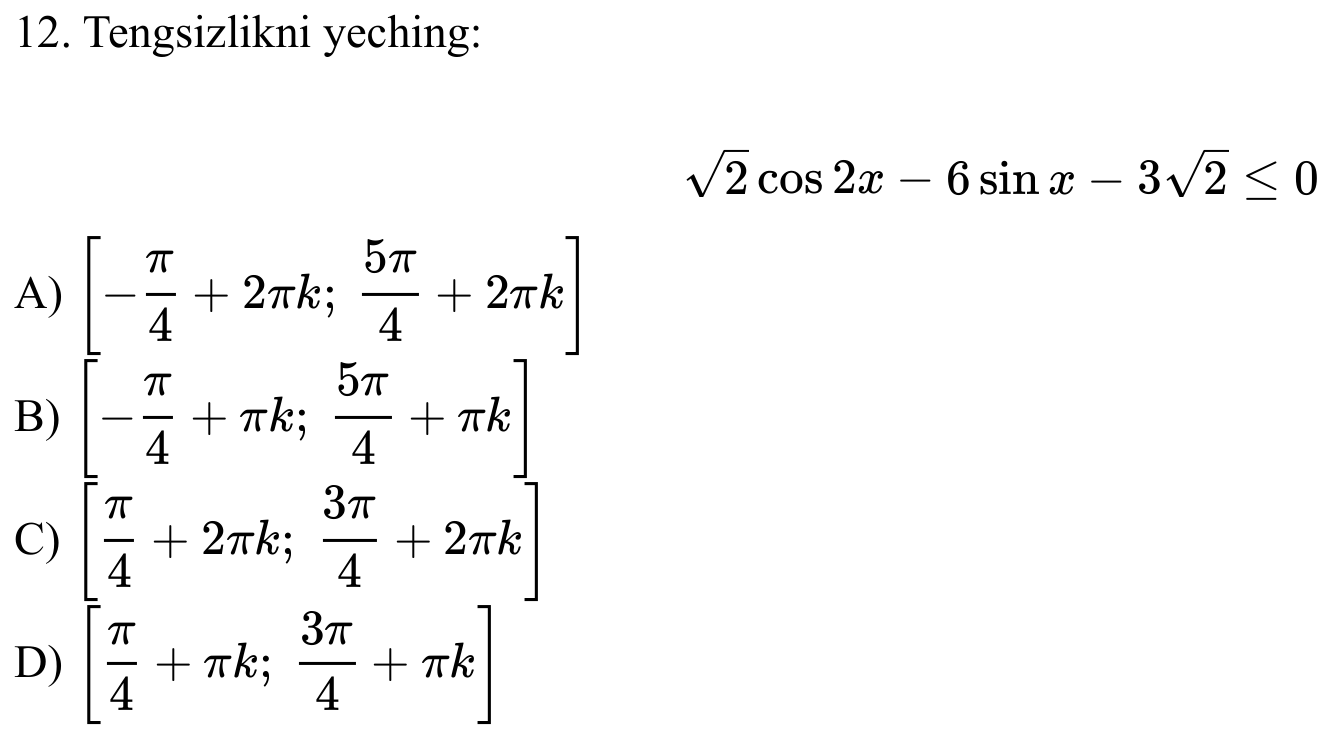 12. Tengsizlikni yeching:
√2 cos 2x − 6 sin x − 3√2 ≤ 0
A) [−π/4 + 2πk; 5π/4 + 2πk]
B) [−π/4 + πk; 5π/4 + πk]
C) [π/4 + 2πk; 3π/4 + 2πk]
D) [π/4 + πk; 3π/4 + πk]